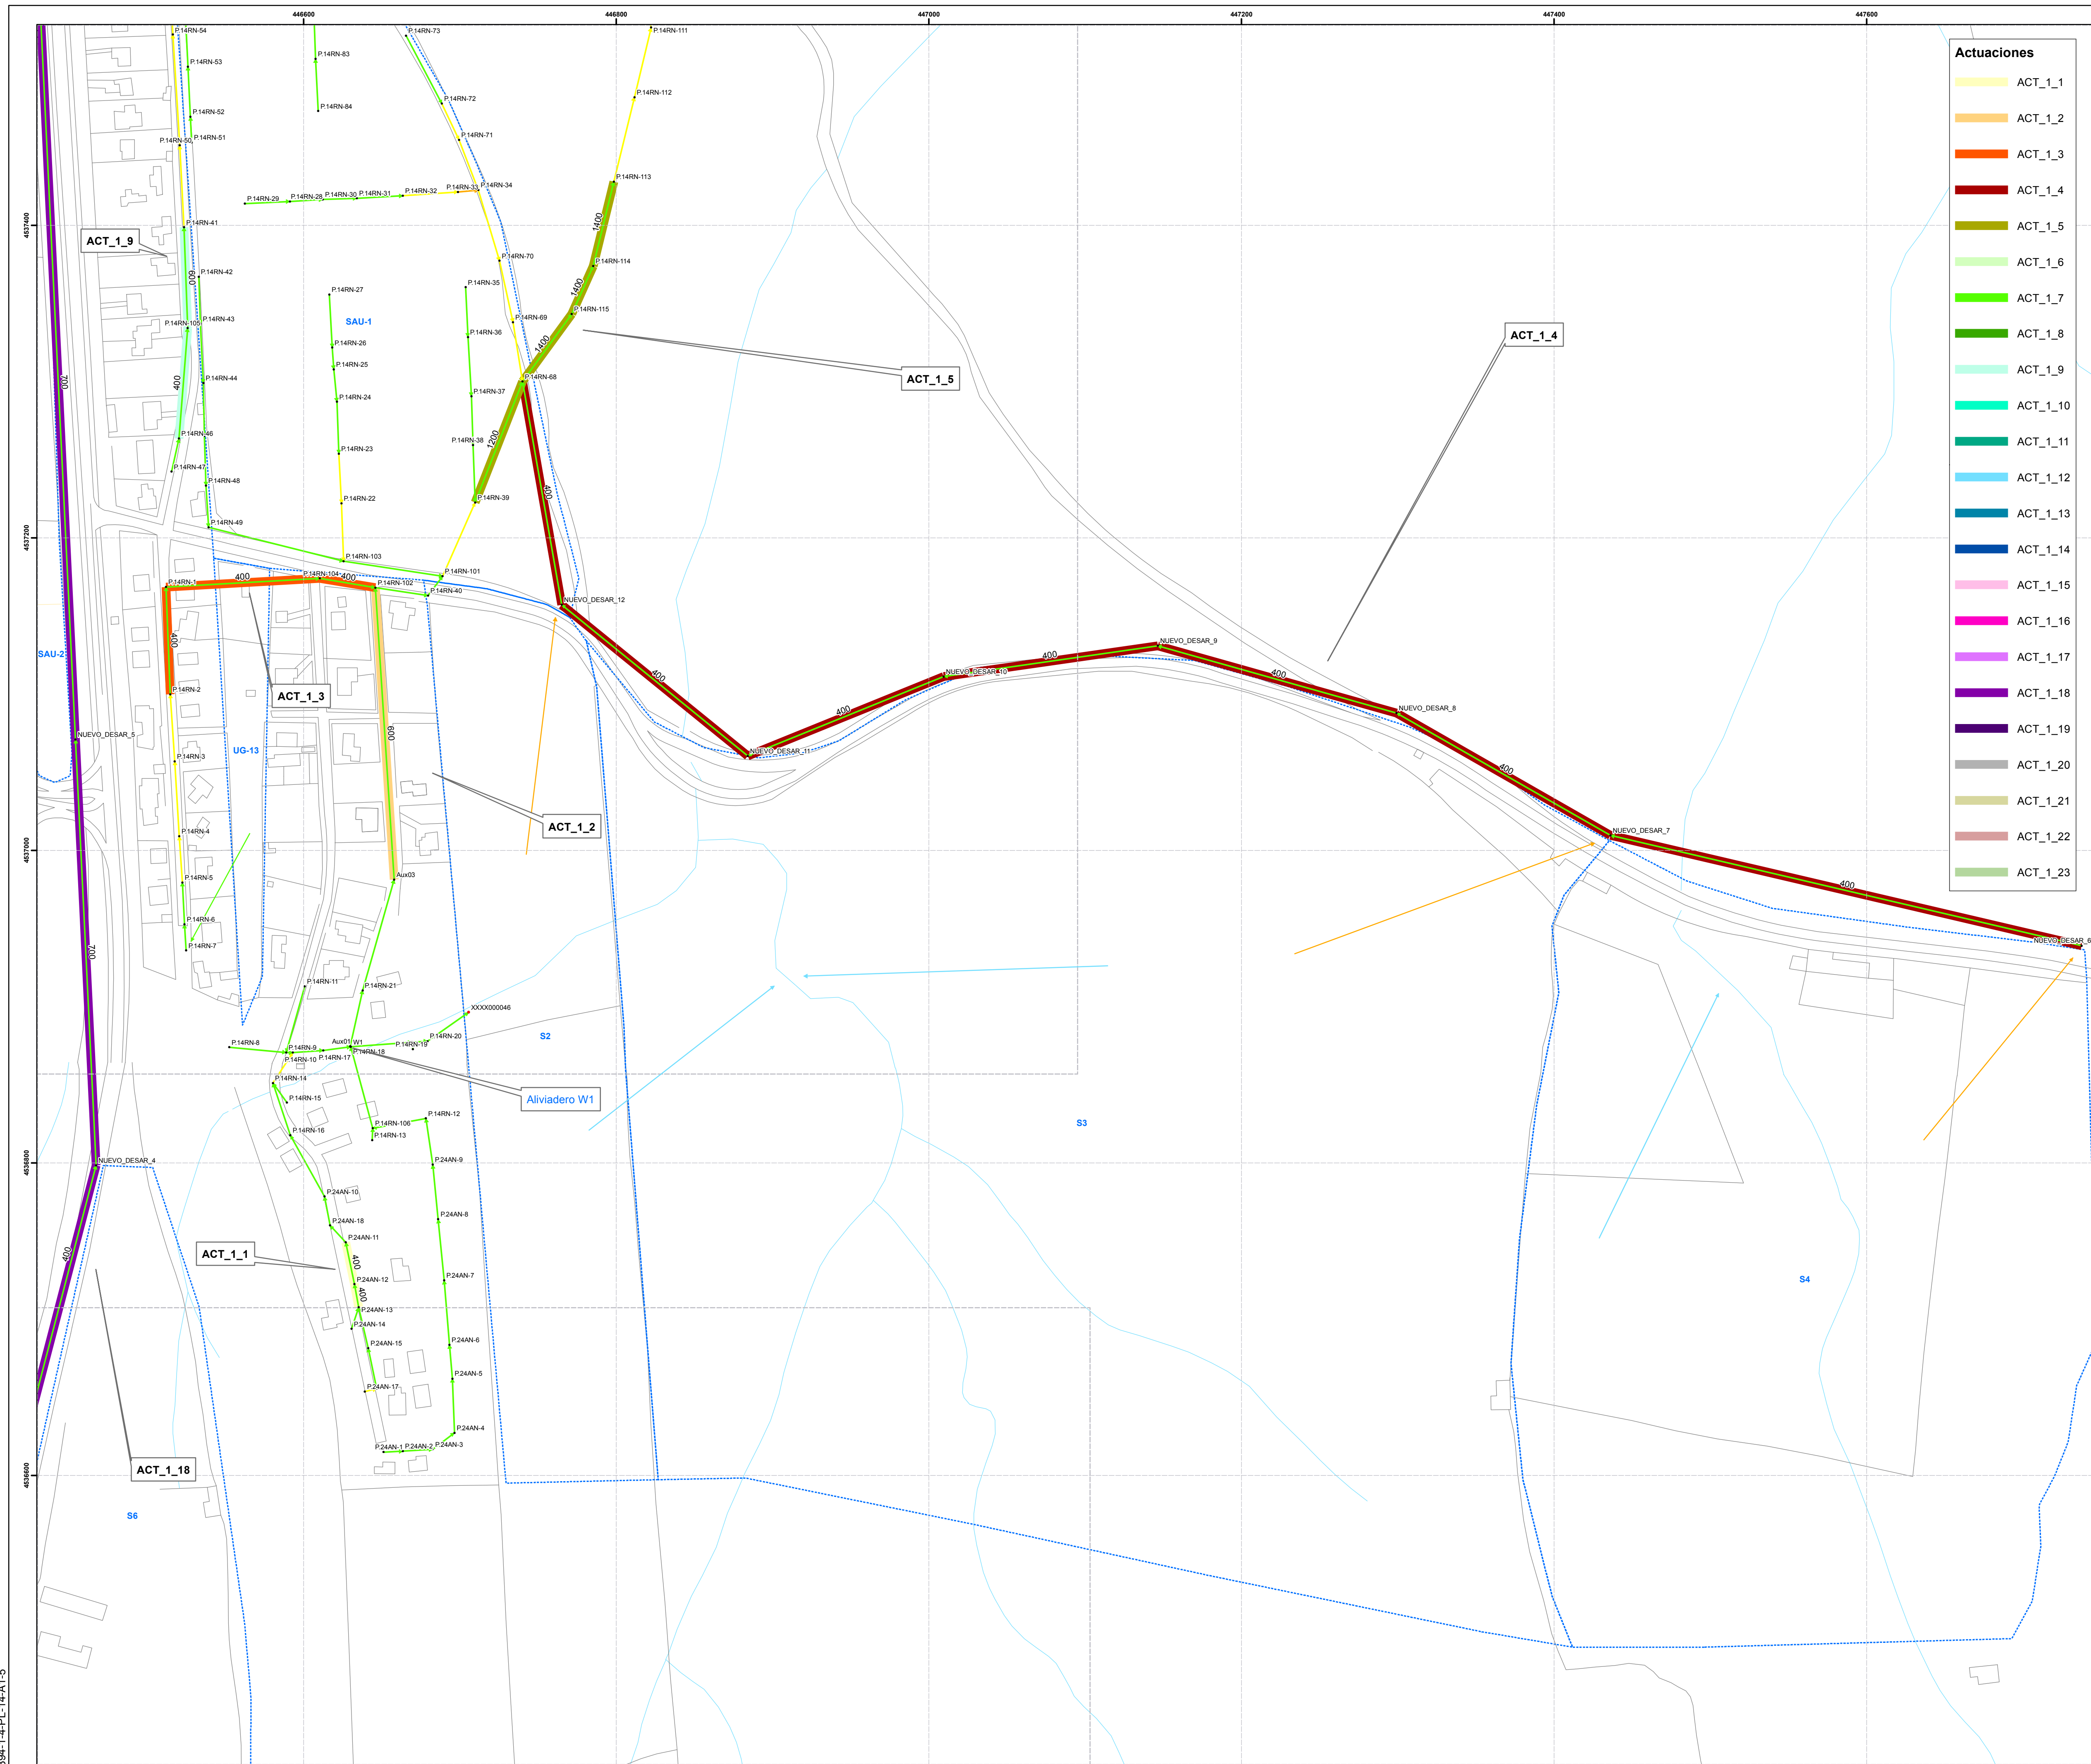 446600
446800
447000
447200
447400
447600
4537400
4537200
4537000
4536800
4536600
Actuaciones
ACT_1_1
ACT_1_2
ACT_1_3
ACT_1_4
ACT_1_5
ACT_1_6
ACT_1_7
ACT_1_8
ACT_1_9
ACT_1_10
ACT_1_11
ACT_1_12
ACT_1_13
ACT_1_14
ACT_1_15
ACT_1_16
ACT_1_17
ACT_1_18
ACT_1_19
ACT_1_20
ACT_1_21
ACT_1_22
ACT_1_23
P.14RN-54
P.14RN-53
P.14RN-52
P.14RN-51
P.14RN-50
P.14RN-83
P.14RN-84
P.14RN-73
P.14RN-72
P.14RN-71
P.14RN-111
P.14RN-112
P.14RN-113
P.14RN-29
P.14RN-28
P.14RN-30
P.14RN-31
P.14RN-32
P.14RN-33
P.14RN-34
P.14RN-41
ACT_1_9
1400
P.14RN-70
P.14RN-114
P.14RN-42
600
P.14RN-27
P.14RN-35
1400
P.14RN-115
P.14RN-43
P.14RN-105
SAU-1
P.14RN-69
P.14RN-36
1400
ACT_1_4
P.14RN-26
P.14RN-25
P.14RN-44
400
700
P.14RN-68
ACT_1_5
P.14RN-24
P.14RN-37
P.14RN-46
P.14RN-38
1200
P.14RN-23
P.14RN-47
P.14RN-48
400
P.14RN-22
P.14RN-39
P.14RN-49
P.14RN-103
P.14RN-101
P.14RN-1
400
P.14RN-104
400
P.14RN-102
P.14RN-40
NUEVO_DESAR_12
400
SAU-2
P.14RN-2
ACT_1_3
400
NUEVO_DESAR_9
400
NUEVO_DESAR_10
400
NUEVO_DESAR_8
400
NUEVO_DESAR_5
UG-13
600
NUEVO_DESAR_11
P.14RN-3
400
ACT_1_2
P.14RN-4
NUEVO_DESAR_7
P.14RN-5
Aux03
400
P.14RN-6
P.14RN-7
700
NUEVO_DESAR_6
P.14RN-11
P.14RN-21
XXXX000046
S2
P.14RN-8
P.14RN-9
P.14RN-10
P.14RN-17
Aux01
W1
P.14RN-18
P.14RN-19
P.14RN-20
P.14RN-14
P.14RN-15
Aliviadero W1
P.14RN-16
P.14RN-106
P.14RN-12
P.14RN-13
S3
NUEVO_DESAR_4
P.24AN-9
P.24AN-10
P.24AN-8
P.24AN-18
P.24AN-11
400
ACT_1_1
400
P.24AN-12
P.24AN-7
S4
400
P.24AN-13
P.24AN-14
P.24AN-15
P.24AN-6
P.24AN-5
P.24AN-17
P.24AN-4
P.24AN-1
P.24AN-2
P.24AN-3
ACT_1_18
S6